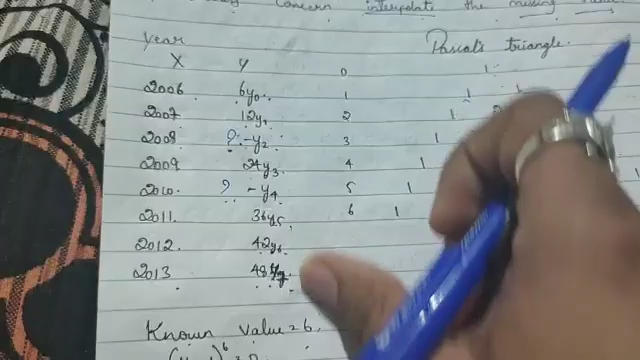 Concern interpolate the missing
year Pascal's triangle.
X y 0 1
2006 6y0. 1 1 1
2007 12y1 2 1 2
2008 ? - y2 3 1
2009 24y3 4 1
2010. ? - y4 5 1
2011. 36y5 6 1
2012. 42y6
2013 48y7
Known value = 6,